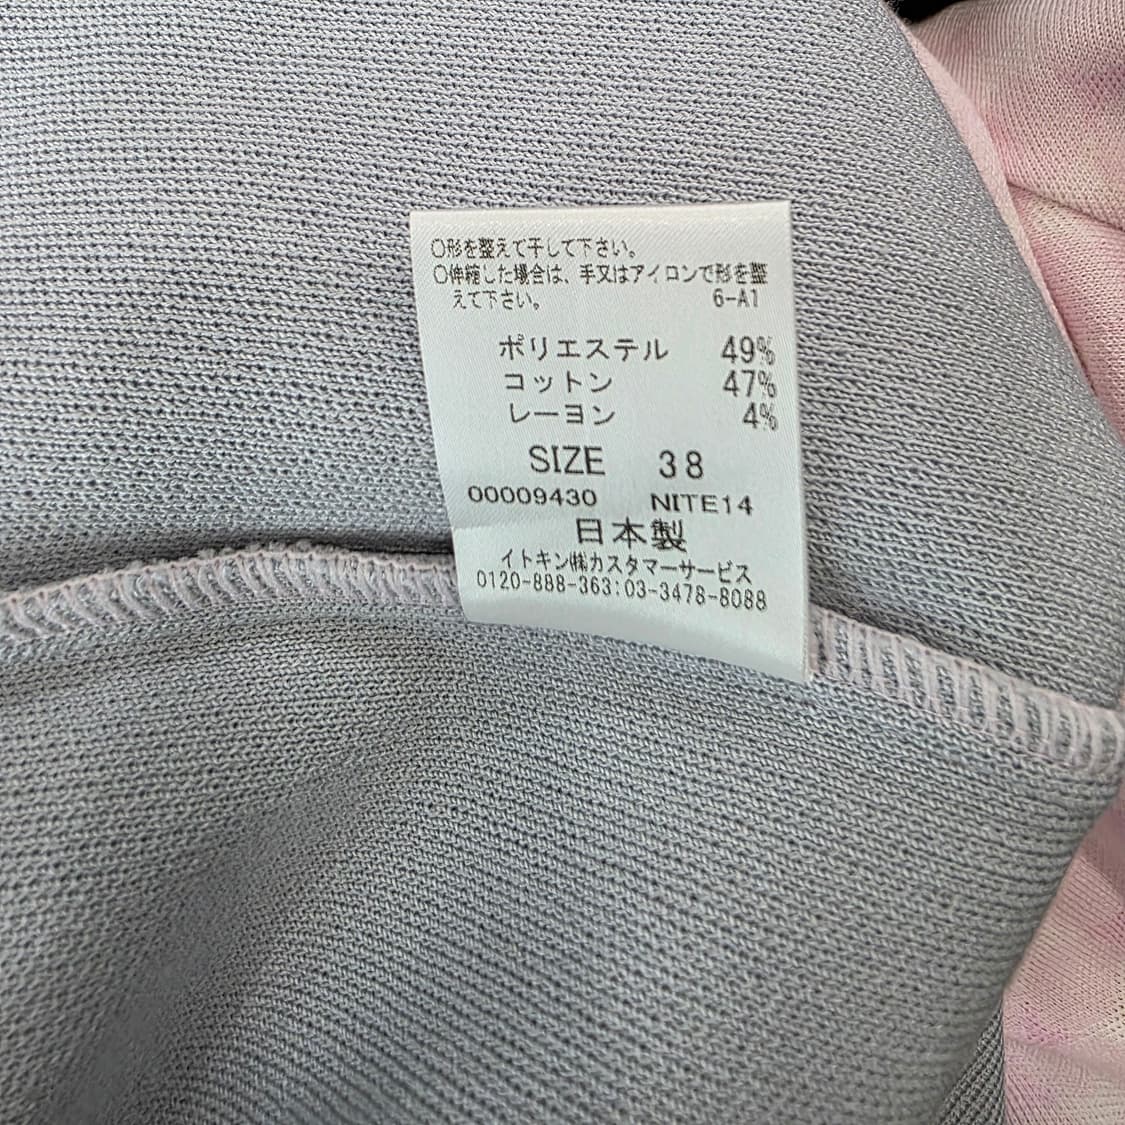 ○形を整えて干して下さい。
○伸縮した場合は、手又はアイロンで形を整
えて下さい。 6-A1
ポリエステル 49%
コットン 47%
レーヨン 4%
SIZE 38
00009430 NITE14
日本製
イトキン㈱カスタマーサービス
0120-888-363:03-3478-8088